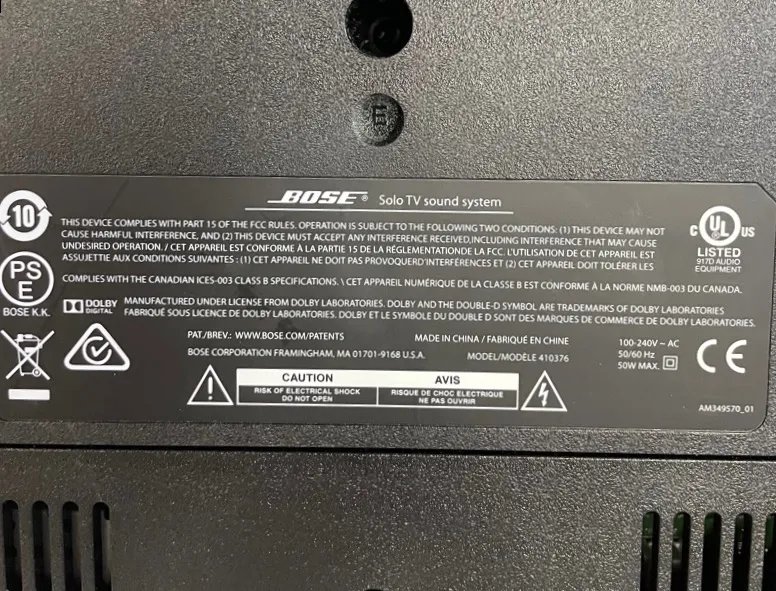 BOSE® Solo TV sound system
10
THIS DEVICE COMPLIES WITH PART 15 OF THE FCC RULES. OPERATION IS SUBJECT TO THE FOLLOWING TWO CONDITIONS: (1) THIS DEVICE MAY NOT
CAUSE HARMFUL INTERFERENCE, AND (2) THIS DEVICE MUST ACCEPT ANY INTERFERENCE RECEIVED,INCLUDING INTERFERENCE THAT MAY CAUSE
UNDESIRED OPERATION. / CET APPAREIL EST CONFORME À LA PARTIE 15 DE LA RÉGLEMENTATIONDE LA FCC. L'UTILISATION DE CET APPAREIL EST
ASSUJETTIE AUX CONDITIONS SUIVANTES : (1) CET APPAREIL NE DOIT PAS PROVOQUERD'INTERFÉRENCES ET (2) CET APPAREIL DOIT TOLÉRER LES
C UL US
LISTED
917D AUDIO
EQUIPMENT
PS
E
BOSE K.K.
COMPLIES WITH THE CANADIAN ICES-003 CLASS B SPECIFICATIONS. \ CET APPAREIL NUMÉRIQUE DE LA CLASSE B EST CONFORME À LA NORME NMB-003 DU CANADA.
DOLBY
DIGITAL
MANUFACTURED UNDER LICENSE FROM DOLBY LABORATORIES. DOLBY AND THE DOUBLE-D SYMBOL ARE TRADEMARKS OF DOLBY LABORATORIES
FABRIQUÉ SOUS LICENCE DE DOLBY LABORATORIES. DOLBY ET LE SYMBOLE DU DOUBLE D SONT DES MARQUES DE COMMERCE DE DOLBY LABORATORIES.
PAT./BREV.: WWW.BOSE.COM/PATENTS
MADE IN CHINA / FABRIQUÉ EN CHINE
BOSE CORPORATION FRAMINGHAM, MA 01701-9168 U.S.A.
MODEL/MODÈLE 410376
100-240V ~ AC
50/60 Hz
50W MAX.
CE
CAUTION
RISK OF ELECTRICAL SHOCK
DO NOT OPEN
AVIS
RISQUE DE CHOC ELECTRIQUE
NE PAS OUVRIR
AM349570_01